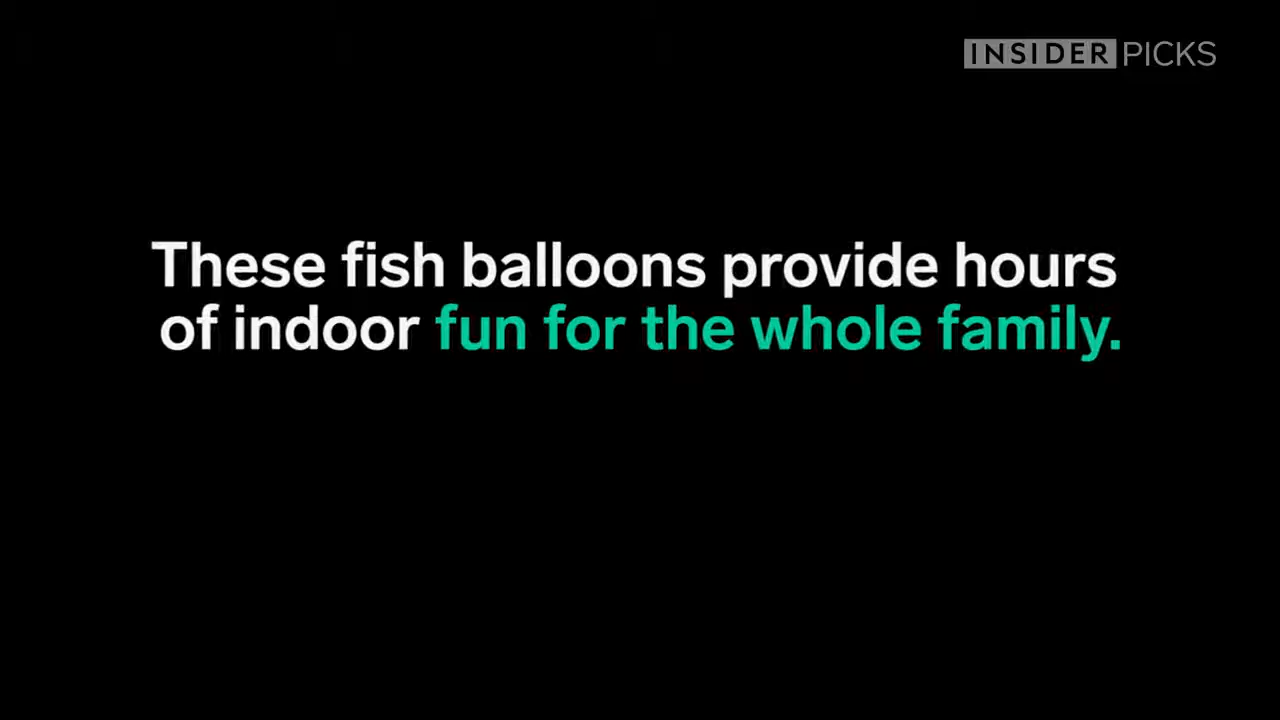 INSIDER PICKS
These fish balloons provide hours
of indoor fun for the whole family.